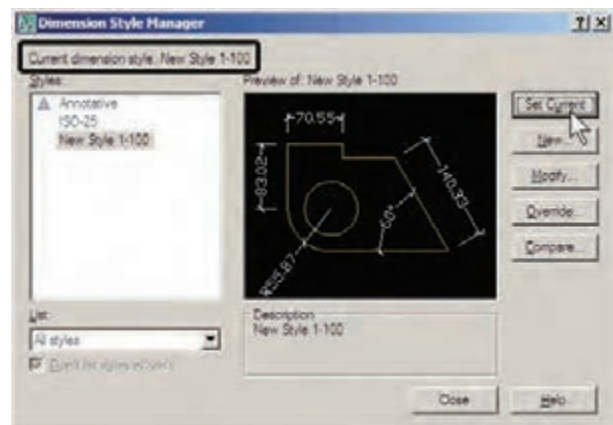 Dimension Style Manager
Current dimension style: New Style 1-100
Styles:
Preview of: New Style 1-100
Annotative
ISO-25
New Style 1-100
70.55
83.02
140.33
60°
R55.87
Set Current
New...
Modify...
Override...
Compare...
List:
All styles
Description
New Style 1-100
Close
Help